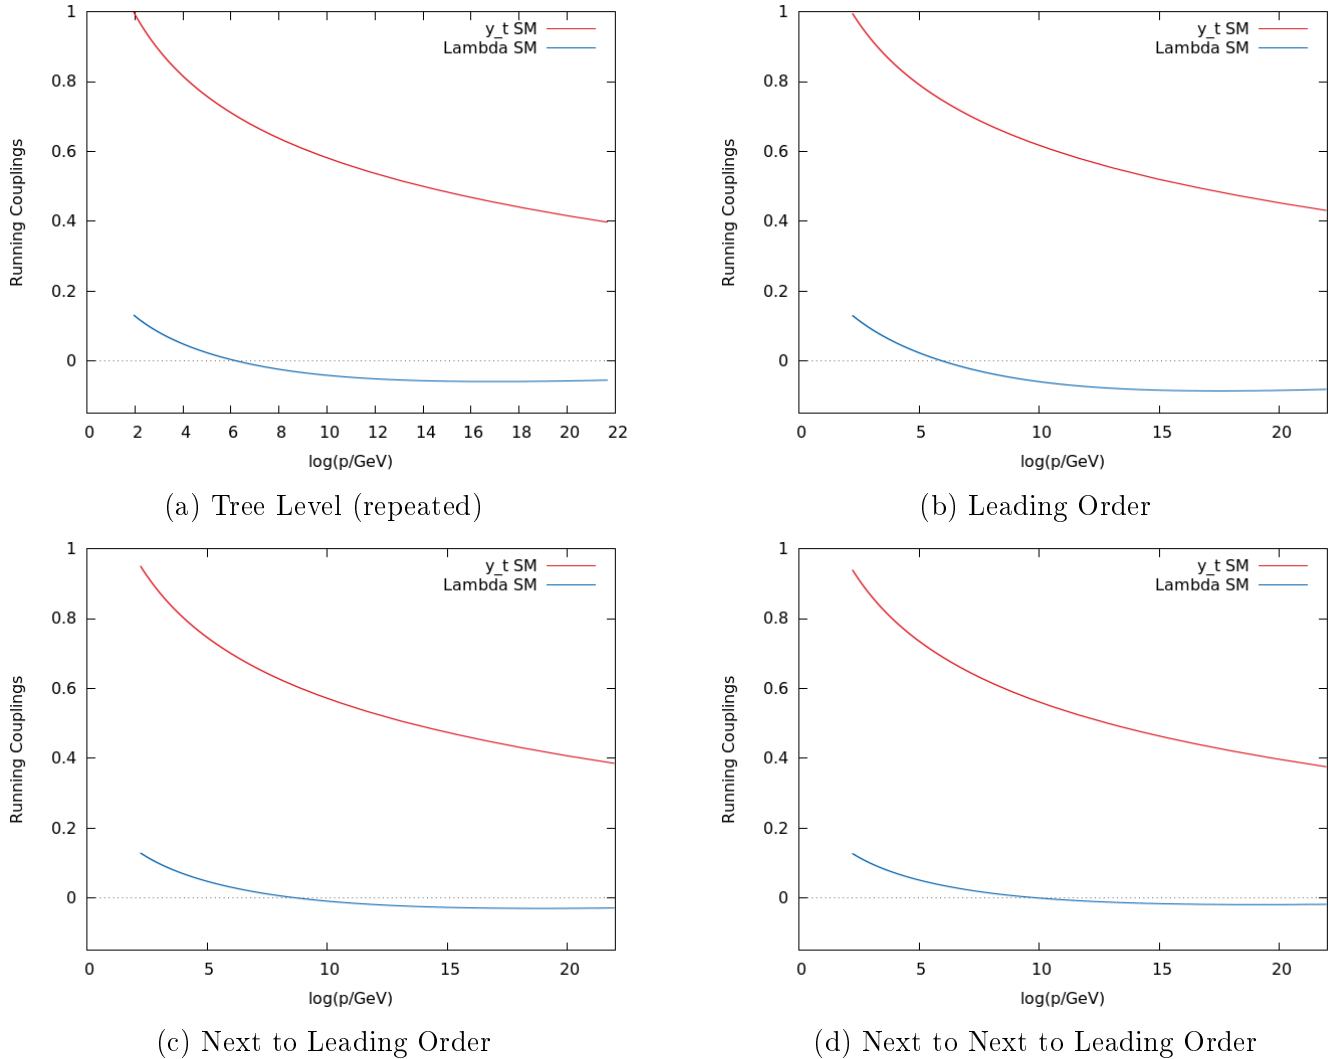 1
0.8
0.6
0.4
0.2
0
Running Couplings
y_t SM
Lambda SM
0 2 4 6 8 10 12 14 16 18 20 22
log(p/GeV)
(a) Tree Level (repeated)
1
0.8
0.6
0.4
0.2
0
Running Couplings
y_t SM
Lambda SM
0 5 10 15 20
log(p/GeV)
(b) Leading Order
1
0.8
0.6
0.4
0.2
0
Running Couplings
y_t SM
Lambda SM
0 5 10 15 20
log(p/GeV)
(c) Next to Leading Order
1
0.8
0.6
0.4
0.2
0
Running Couplings
y_t SM
Lambda SM
0 5 10 15 20
log(p/GeV)
(d) Next to Next to Leading Order